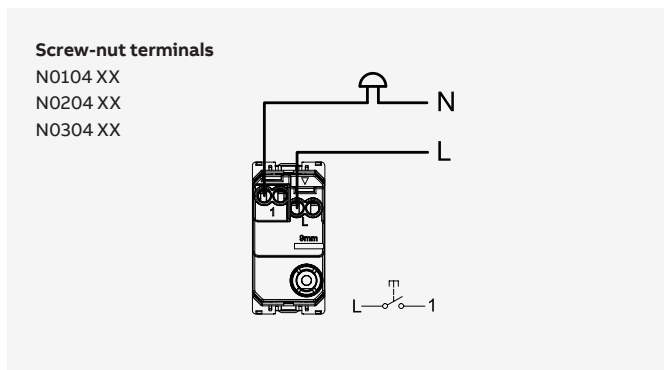 Screw-nut terminals
N0104 XX
N0204 XX
N0304 XX
N
L
1
L
9mm
L 1